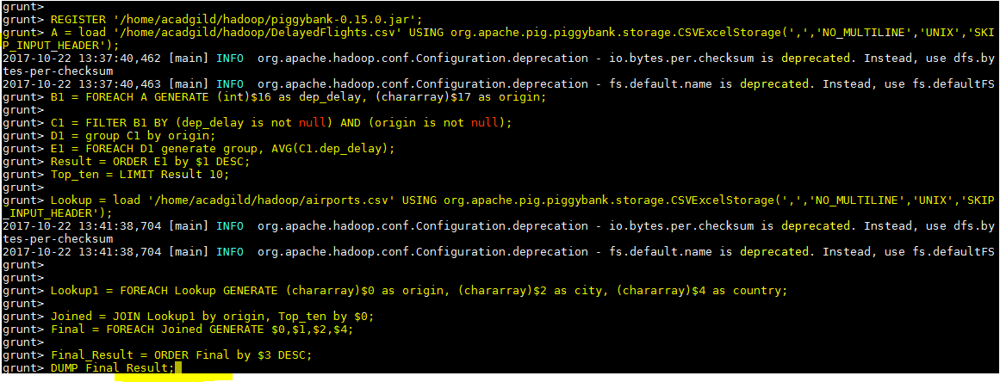 grunt>
grunt> REGISTER '/home/acadgild/hadoop/piggybank-0.15.0.jar';
grunt> A = load '/home/acadgild/hadoop/DelayedFlights.csv' USING org.apache.pig.piggybank.storage.CSVExcelStorage(',','NO_MULTILINE','UNIX','SKI
P_INPUT_HEADER');
2017-10-22 13:37:40,462 [main] INFO  org.apache.hadoop.conf.Configuration.deprecation - io.bytes.per.checksum is deprecated. Instead, use dfs.by
tes-per-checksum
2017-10-22 13:37:40,463 [main] INFO  org.apache.hadoop.conf.Configuration.deprecation - fs.default.name is deprecated. Instead, use fs.defaultFS
grunt> B1 = FOREACH A GENERATE (int)$16 as dep_delay, (chararray)$17 as origin;
grunt>
grunt> C1 = FILTER B1 BY (dep_delay is not null) AND (origin is not null);
grunt> D1 = group C1 by origin;
grunt> E1 = FOREACH D1 generate group, AVG(C1.dep_delay);
grunt> Result = ORDER E1 by $1 DESC;
grunt> Top_ten = LIMIT Result 10;
grunt>
grunt> Lookup = load '/home/acadgild/hadoop/airports.csv' USING org.apache.pig.piggybank.storage.CSVExcelStorage(',','NO_MULTILINE','UNIX','SKIP
_INPUT_HEADER');
2017-10-22 13:41:38,704 [main] INFO  org.apache.hadoop.conf.Configuration.deprecation - io.bytes.per.checksum is deprecated. Instead, use dfs.by
tes-per-checksum
2017-10-22 13:41:38,704 [main] INFO  org.apache.hadoop.conf.Configuration.deprecation - fs.default.name is deprecated. Instead, use fs.defaultFS
grunt>
grunt>
grunt> Lookup1 = FOREACH Lookup GENERATE (chararray)$0 as origin, (chararray)$2 as city, (chararray)$4 as country;
grunt>
grunt> Joined = JOIN Lookup1 by origin, Top_ten by $0;
grunt> Final = FOREACH Joined GENERATE $0,$1,$2,$4;
grunt>
grunt> Final_Result = ORDER Final by $3 DESC;
grunt> DUMP Final_Result;